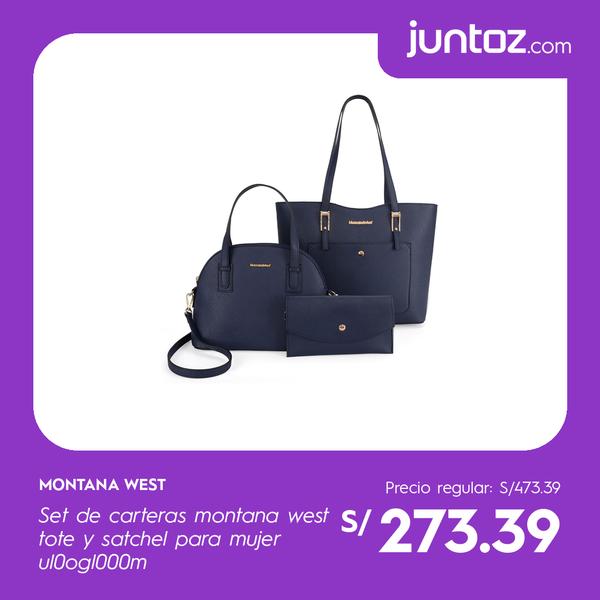 juntoz.com
MONTANA WEST
Set de carteras montana west
tote y satchel para mujer
ul0ogl000m
Precio regular: S/473.39
S/273.39